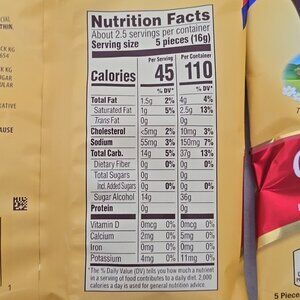 Nutrition Facts
About 2.5 servings per container
Serving size 5 pieces (16g)
Per Serving Per Container
Calories 45 110
% DV* % DV*
Total Fat 1.5g 2% 4g 4%
Saturated Fat 1g 5% 2.5g 13%
Trans Fat 0g 0g
Cholesterol <5mg 2% 10mg 3%
Sodium 55mg 3% 150mg 7%
Total Carb. 14g 5% 37g 13%
Dietary Fiber 0g 0% 0g 0%
Total Sugars 0g 0g
Incl. Added Sugars 0g 0% 0g 0%
Sugar Alcohol 14g 36g
Protein 0g 0g
Vitamin D 0mcg 0% 0mcg 0%
Calcium 2mg 0% 5mg 0%
Iron 0mg 0% 0mg 0%
Potassium 4mg 0% 11mg 0%
*The % Daily Value (DV) tells you how much a nutrient
in a serving of food contributes to a daily diet. 2,000
calories a day is used for general nutrition advice.
5 Piece